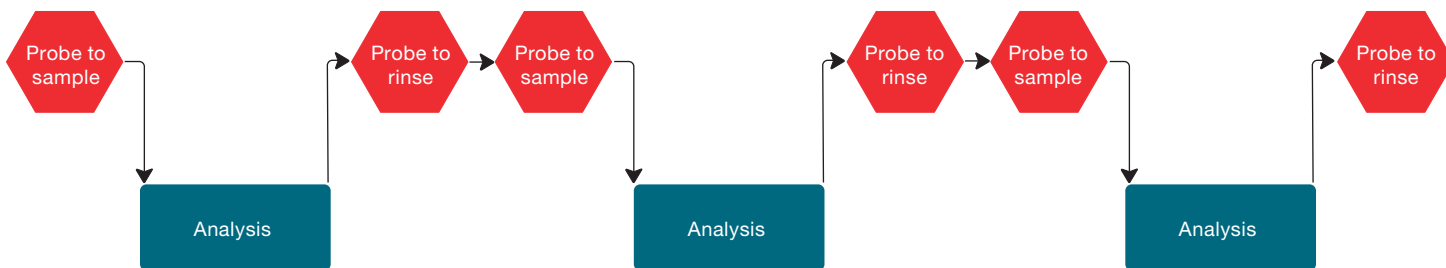 Probe to
sample
Analysis
Probe to
rinse
Probe to
sample
Analysis
Probe to
rinse
Probe to
sample
Analysis
Probe to
rinse